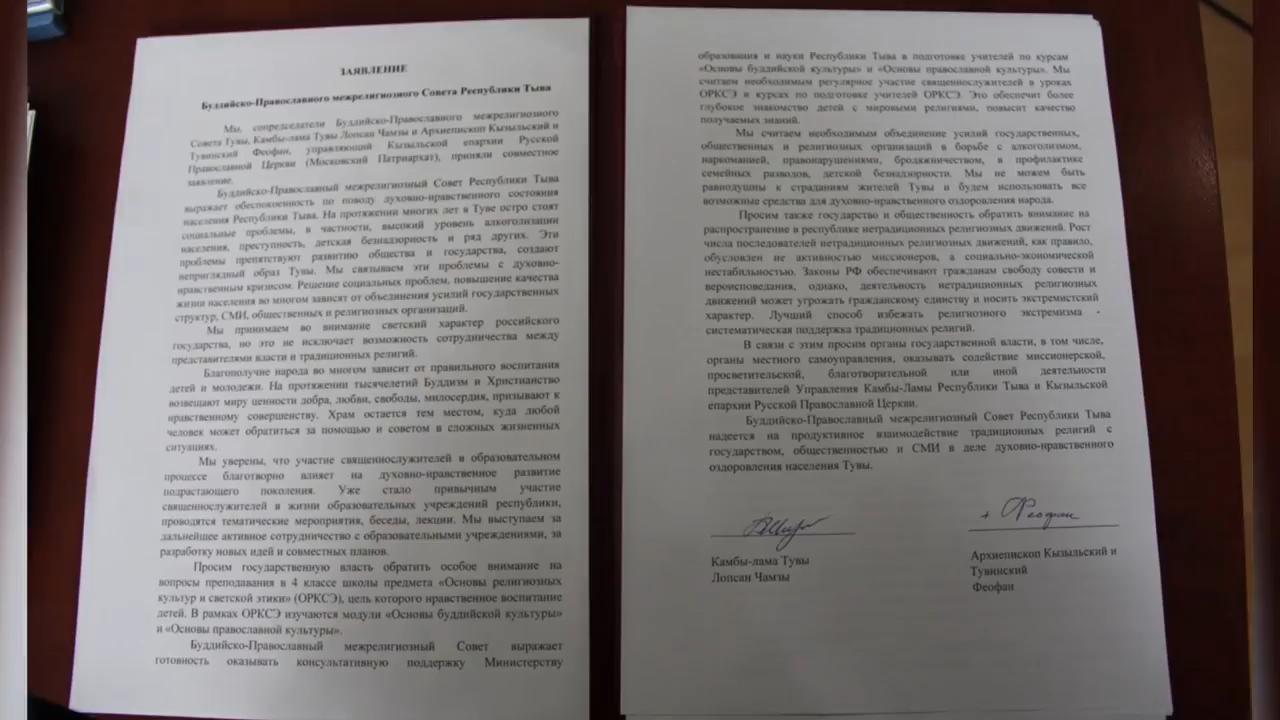 ЗАЯВЛЕНИЕ
Буддийско-Православного межрелигиозного Совета Республики Тыва
Мы, сопредседатели Буддийско-Православного межрелигиозного
Совета Тувы, Камбы-лама Тувы Лопсан Чамзы и Архиепископ Кызыльский и
Тувинский Феофан, управляющий Кызыльской епархии Русской
Православной Церкви (Московский Патриархат), приняли совместное
заявление.
Буддийско-Православный межрелигиозный Совет Республики Тыва
выражает обеспокоенность по поводу духовно-нравственного состояния
населения Республики Тыва. На протяжении многих лет в Туве остро стоят
социальные проблемы, в частности, высокий уровень алкоголизации
населения, преступность, детская безнадзорность и ряд других. Эти
проблемы препятствуют развитию общества и государства, создают
неприглядный образ Тувы. Мы связываем эти проблемы с духовно-
нравственным кризисом. Решение социальных проблем, повышение качества
жизни населения во многом зависят от объединения усилий государственных
структур, СМИ, общественных и религиозных организаций.
Мы принимаем во внимание светский характер российского
государства, но это не исключает возможность сотрудничества между
представителями власти и традиционных религий.
Благополучие народа во многом зависит от правильного воспитания
детей и молодежи. На протяжении тысячелетий Буддизм и Христианство
возвещают миру ценности добра, любви, свободы, милосердия, призывают к
нравственному совершенству. Храм остается тем местом, куда любой
человек может обратиться за помощью и советом в сложных жизненных
ситуациях.
Мы уверены, что участие священнослужителей в образовательном
процессе благотворно влияет на духовно-нравственное развитие
подрастающего поколения. Уже стало привычным участие
священнослужителей в жизни образовательных учреждений республики,
проводятся тематические мероприятия, беседы, лекции. Мы выступаем за
дальнейшее активное сотрудничество с образовательными учреждениями, за
разработку новых идей и совместных планов.
Просим государственную власть обратить особое внимание на
вопросы преподавания в 4 классе школы предмета «Основы религиозных
культур и светской этики» (ОРКСЭ), цель которого нравственное воспитание
детей. В рамках ОРКСЭ изучаются модули «Основы буддийской культуры»
и «Основы православной культуры».
Буддийско-Православный межрелигиозный Совет выражает
готовность оказывать консультативную поддержку Министерству
образования и науки Республики Тыва в подготовке учителей по курсам
«Основы буддийской культуры» и «Основы православной культуры». Мы
считаем необходимым регулярное участие священнослужителей в уроках
ОРКСЭ и курсах по подготовке учителей ОРКСЭ. Это обеспечит более
глубокое знакомство детей с мировыми религиями, повысит качество
получаемых знаний.
Мы считаем необходимым объединение усилий государственных,
общественных и религиозных организаций в борьбе с алкоголизмом,
наркоманией, правонарушениями, бродяжничеством, в профилактике
семейных разводов, детской безнадзорности. Мы не можем быть
равнодушны к страданиям жителей Тувы и будем использовать все
возможные средства для духовно-нравственного оздоровления народа.
Просим также государство и общественность обратить внимание на
распространение в республике нетрадиционных религиозных движений. Рост
числа последователей нетрадиционных религиозных движений, как правило,
обусловлен не активностью миссионеров, а социально-экономической
нестабильностью. Законы РФ обеспечивают гражданам свободу совести и
вероисповедания, однако, деятельность нетрадиционных религиозных
движений может угрожать гражданскому единству и носить экстремистский
характер. Лучший способ избежать религиозного экстремизма -
систематическая поддержка традиционных религий.
В связи с этим просим органы государственной власти, в том числе,
органы местного самоуправления, оказывать содействие миссионерской,
просветительской, благотворительной или иной деятельности
представителей Управления Камбы-Ламы Республики Тыва и Кызыльской
епархии Русской Православной Церкви.
Буддийско-Православный межрелигиозный Совет Республики Тыва
надеется на продуктивное взаимодействие традиционных религий с
государством, общественностью и СМИ в деле духовно-нравственного
оздоровления населения Тувы.
+ Феофан
Камбы-лама Тувы
Лопсан Чамзы
Архиепископ Кызыльский и
Тувинский
Феофан